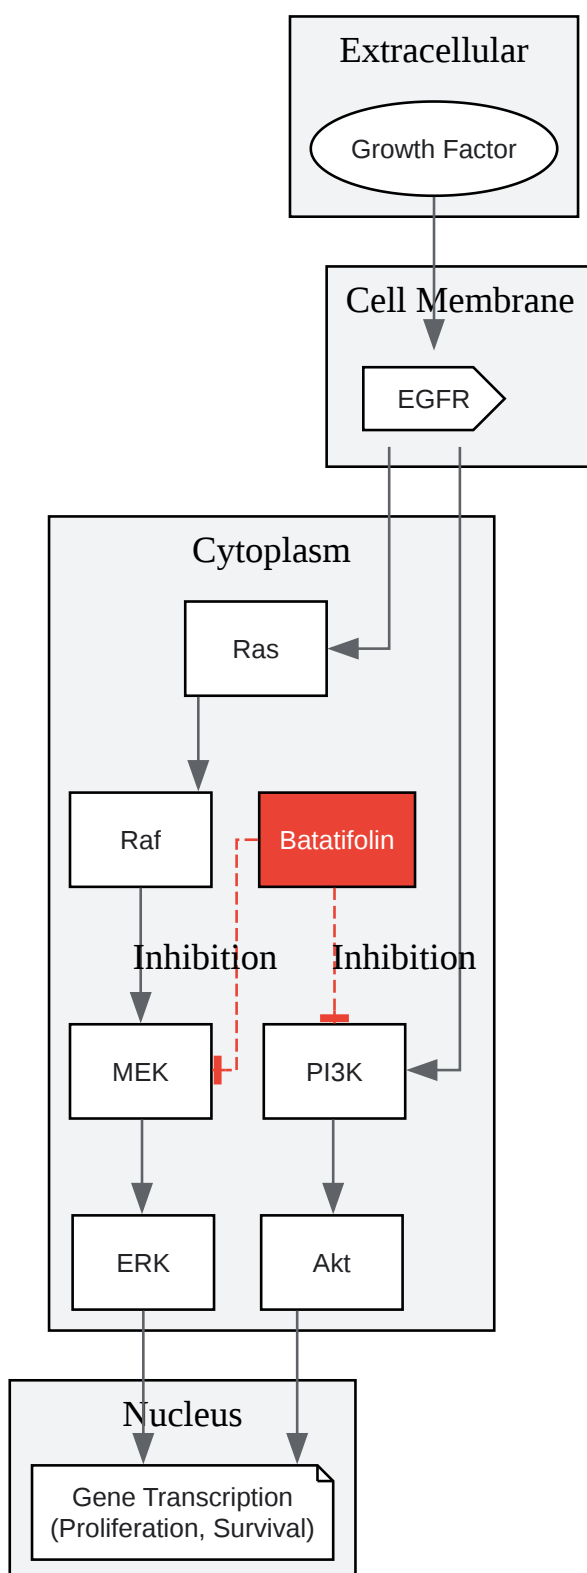 Extracellular
Growth Factor
Cell Membrane
EGFR
Cytoplasm
Ras
Raf
Batatifolin
Inhibition
Inhibition
MEK
PI3K
ERK
Akt
Nucleus
Gene Transcription
(Proliferation, Survival)